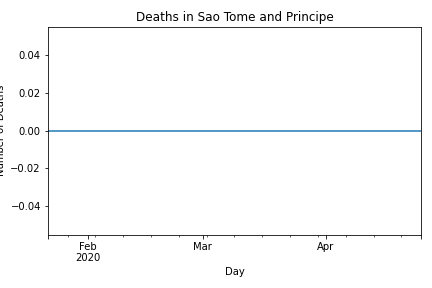 Deaths in Sao Tome and Principe
0.04
0.02
0.00
−0.02
−0.04
Number of Deaths
Feb
2020
Mar
Apr
Day